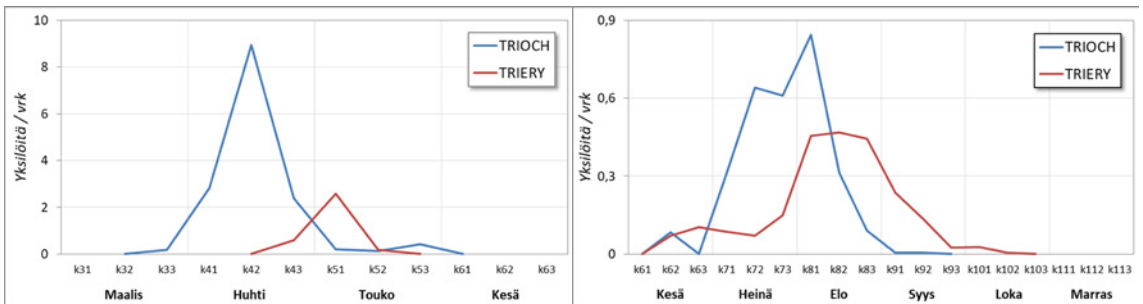 Yksilöitä / vrk
10
8
6
4
2
0
TRIOCH
TRIERY
k31 k32 k33 k41 k42 k43 k51 k52 k53 k61 k62 k63
Maalis Huhti Touko Kesä
Yksilöitä / vrk
0,9
0,6
0,3
0,0
TRIOCH
TRIERY
k61 k62 k63 k71 k72 k73 k81 k82 k83 k91 k92 k93 k101 k102 k103 k111 k112 k113
Kesä Heinä Elo Syys Loka Marras